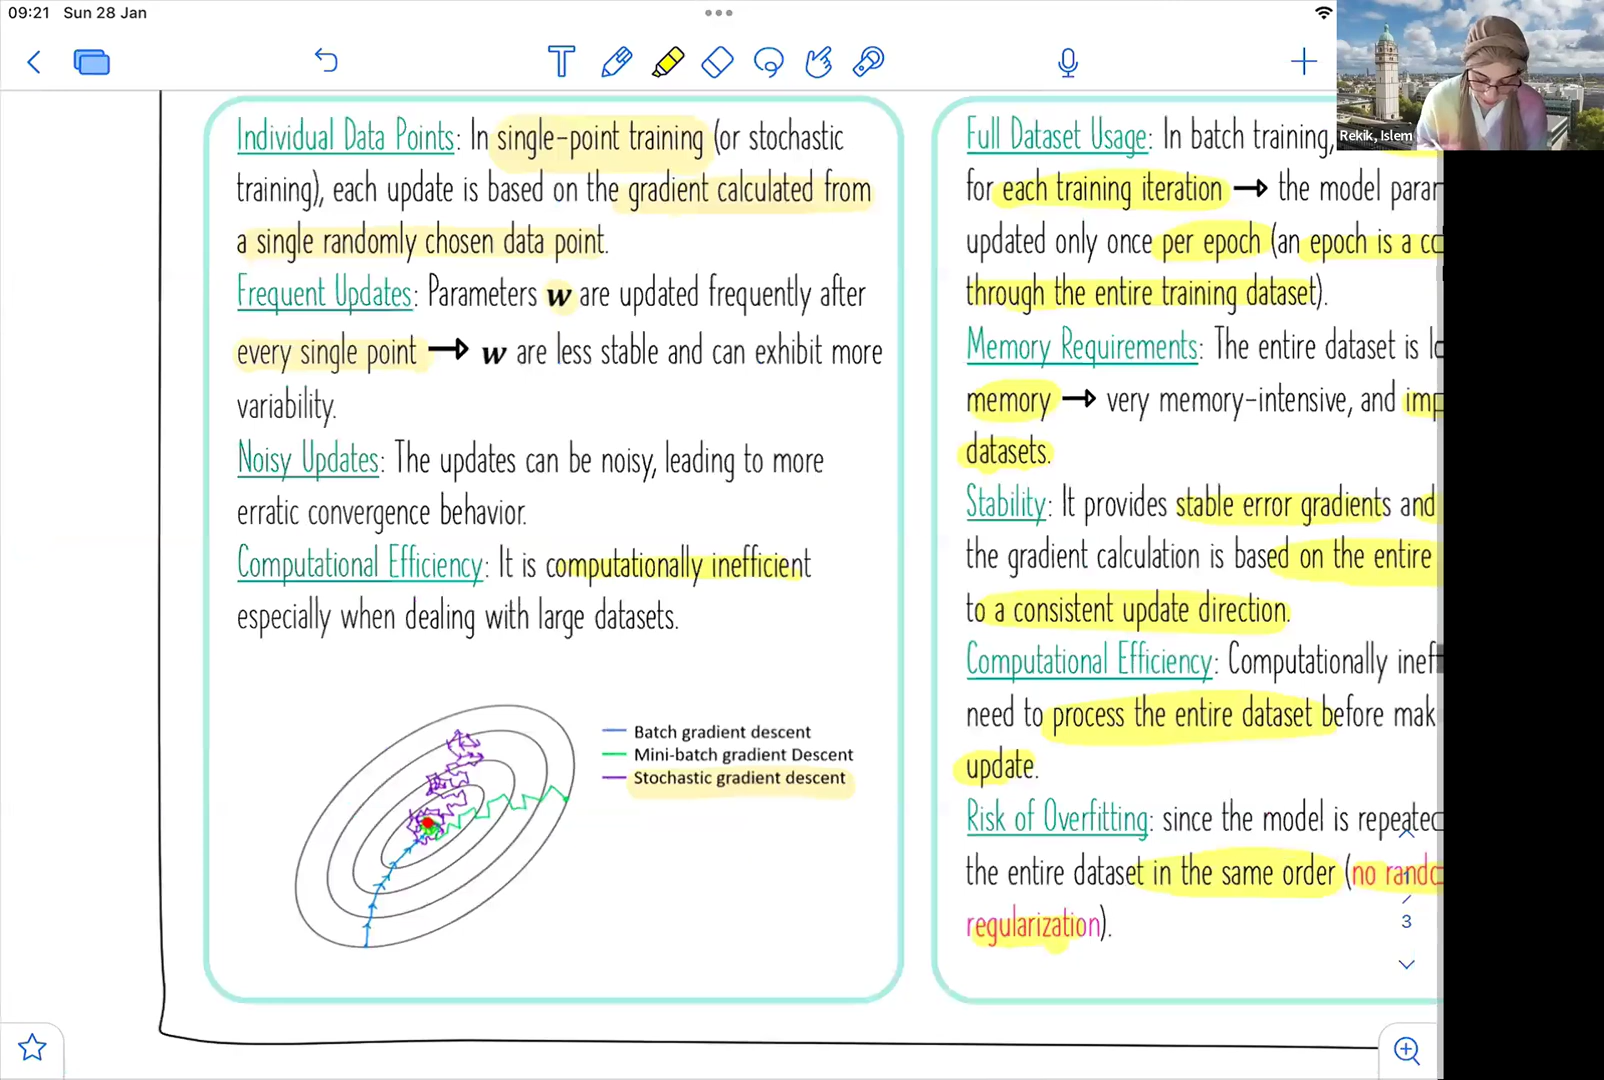 09:21 Sun 28 Jan
Rekik, Islem
Individual Data Points: In single-point training (or stochastic
training), each update is based on the gradient calculated from
a single randomly chosen data point.
Frequent Updates: Parameters w are updated frequently after
every single point → w are less stable and can exhibit more
variability.
Noisy Updates: The updates can be noisy, leading to more
erratic convergence behavior.
Computational Efficiency: It is computationally inefficient
especially when dealing with large datasets.
Batch gradient descent
Mini-batch gradient Descent
Stochastic gradient descent
Full Dataset Usage: In batch training,
for each training iteration → the model
updated only once per epoch (an epoch is a
through the entire training dataset).
Memory Requirements: The entire dataset is
memory → very memory-intensive, and
datasets.
Stability: It provides stable error gradients and
the gradient calculation is based on the entire
to a consistent update direction.
Computational Efficiency: Computationally
need to process the entire dataset before
update.
Risk of Overfitting: since the model is
the entire dataset in the same order (no
regularization).
1
/
3